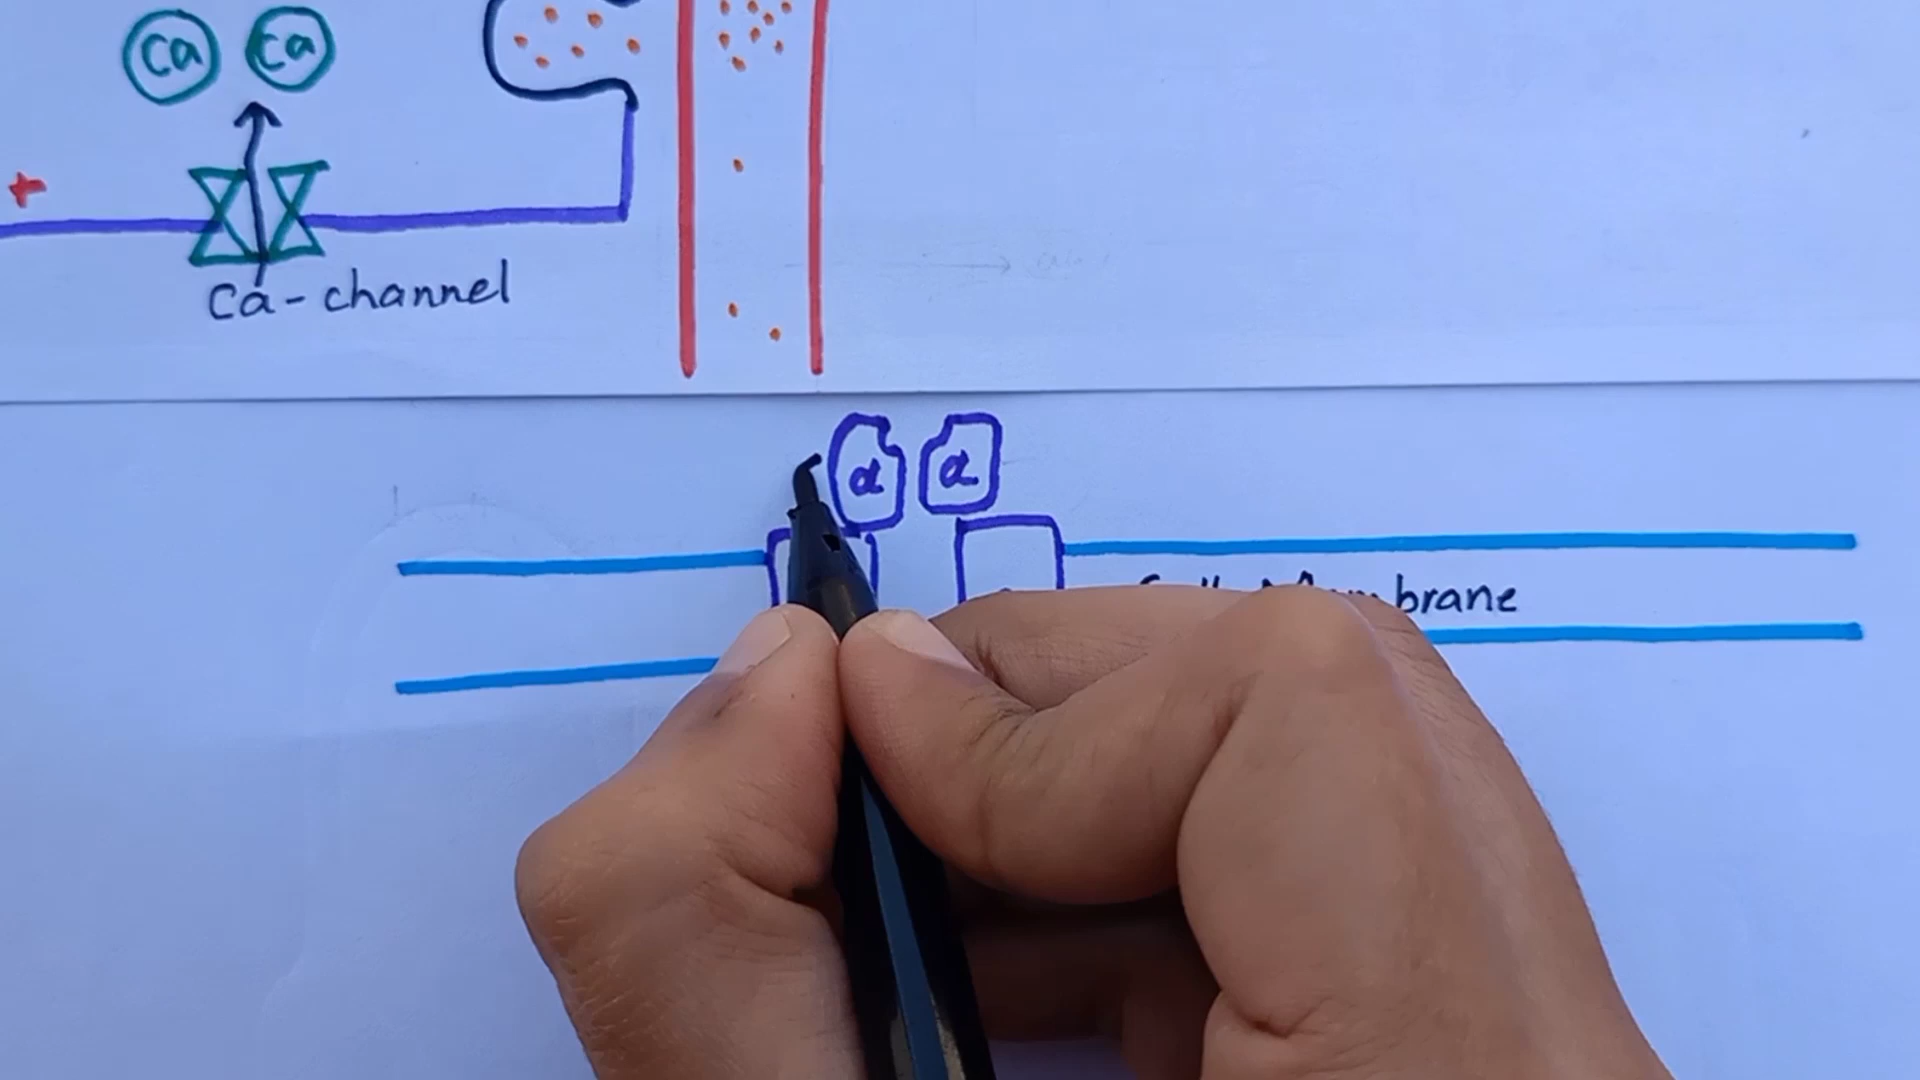 Ca Ca
+
Ca-channel
α α
brane